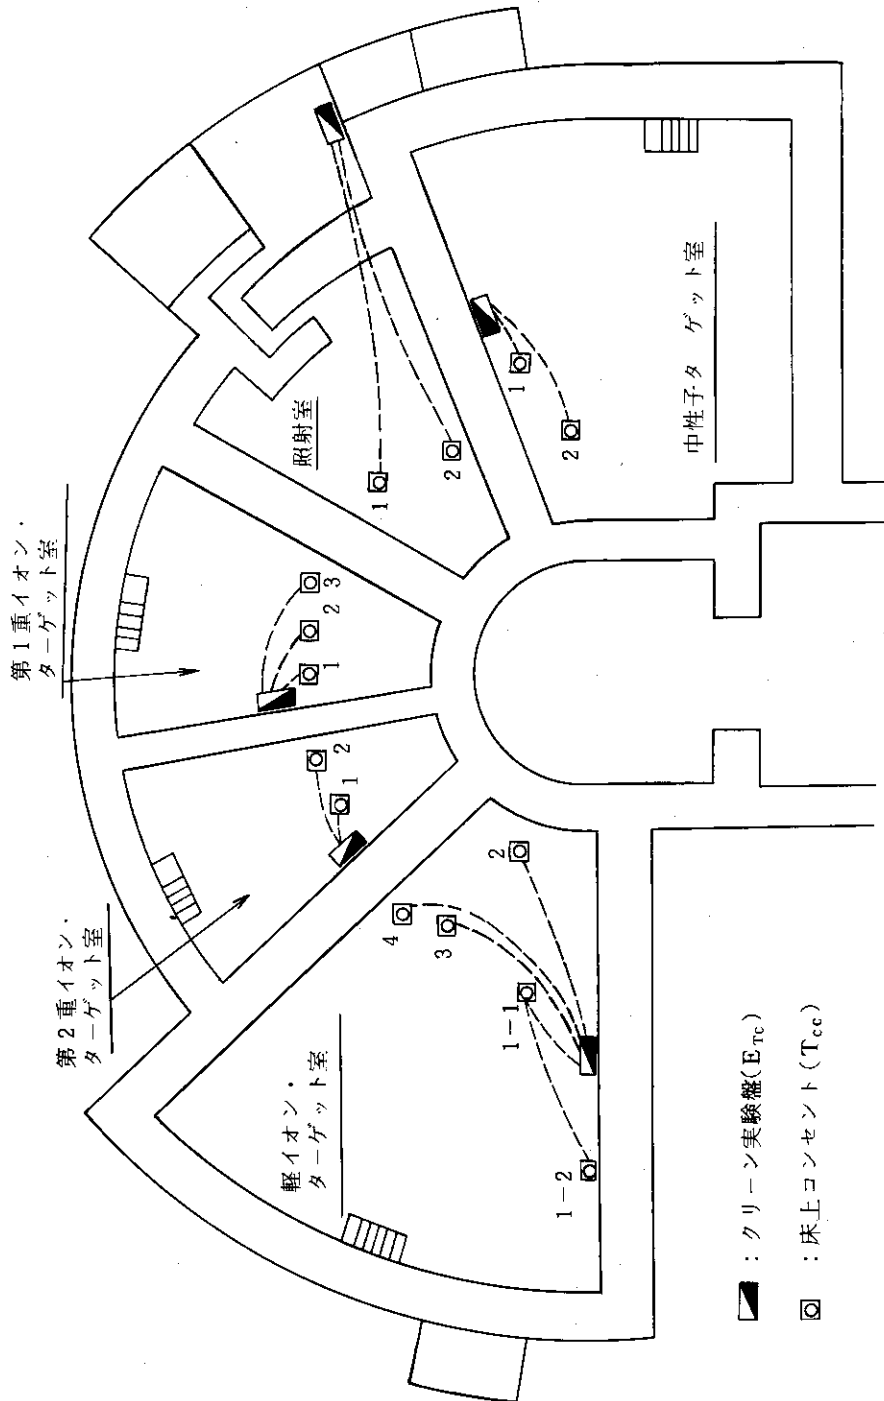 第1重イオン・
ターゲット室
第2重イオン・
ターゲット室
軽イオン・
ターゲット室
照射室
中性子・タ ゲット室
1-2
1-1
3
4
2
1
2
1
2
3
1
2
1
2
：クリーン実験盤(ETC)
：床上コンセント(Tcc)